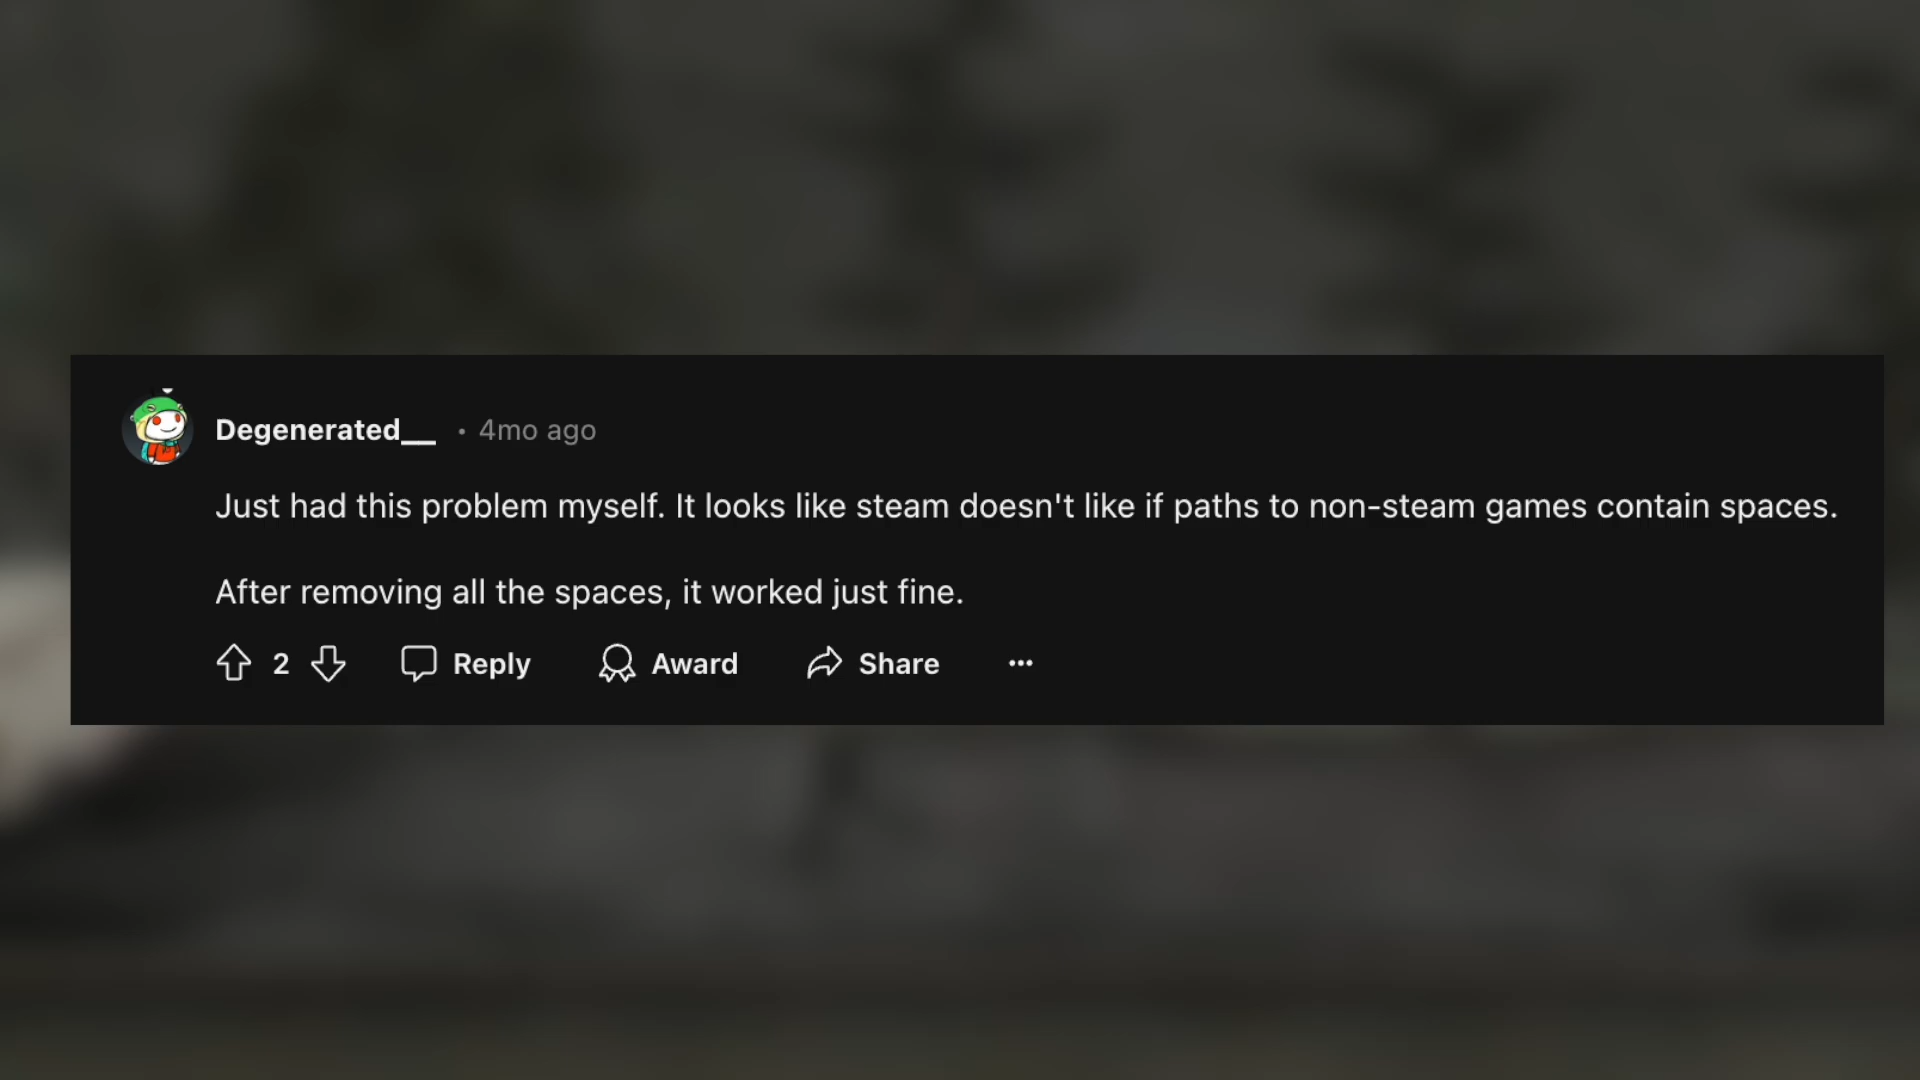 Degenerated__ • 4mo ago
Just had this problem myself. It looks like steam doesn't like if paths to non-steam games contain spaces.
After removing all the spaces, it worked just fine.
2 Reply Award Share ...